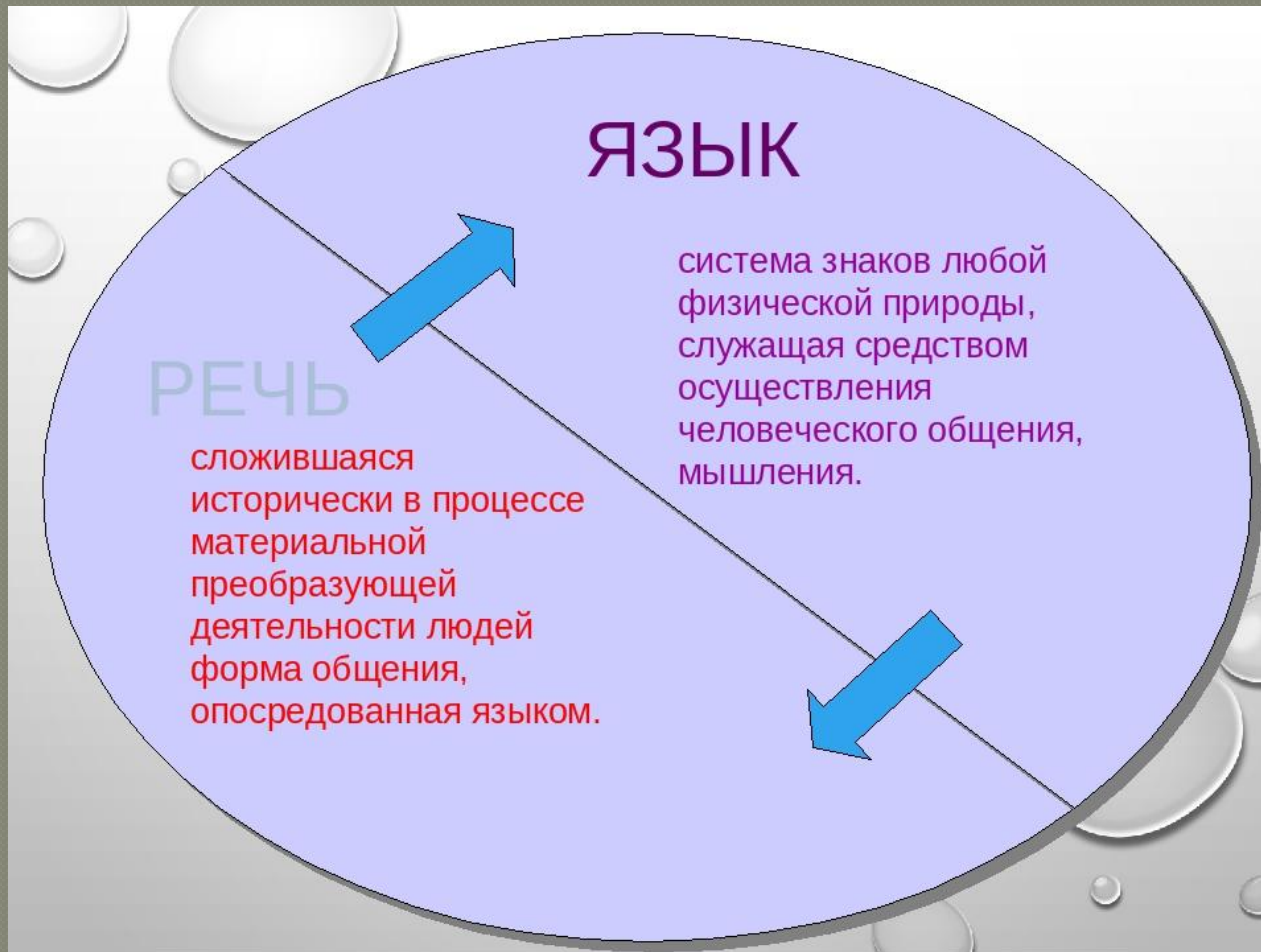 ЯЗЫК
система знаков любой
физической природы,
служащая средством
осуществления
человеческого общения,
мышления.
РЕЧЬ
сложившаяся
исторически в процессе
материальной
преобразующей
деятельности людей
форма общения,
опосредованная языком.